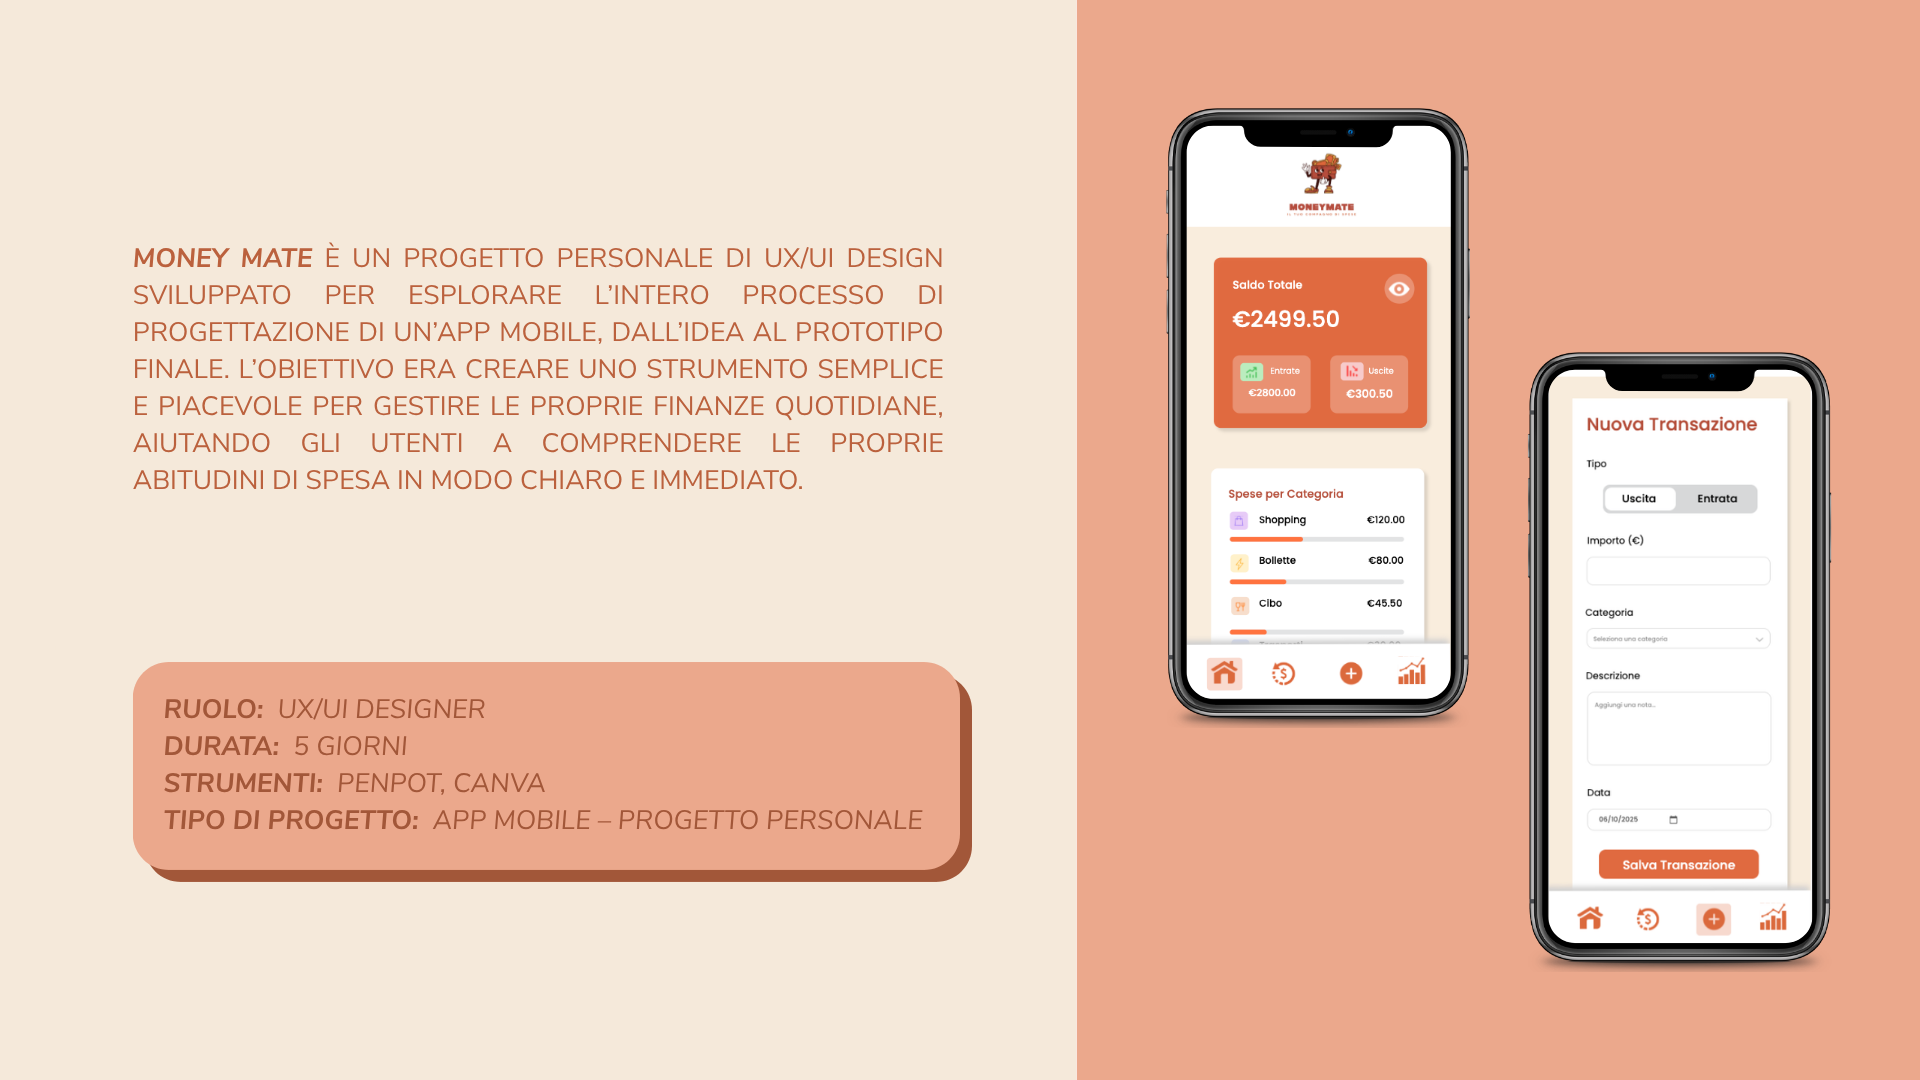 MONEY MATE È UN PROGETTO PERSONALE DI UX/UI DESIGN
SVILUPPATO PER ESPLORARE L’INTERO PROCESSO DI
PROGETTAZIONE DI UN’APP MOBILE, DALL’IDEA AL PROTOTIPO
FINALE. L’OBIETTIVO ERA CREARE UNO STRUMENTO SEMPLICE
E PIACEVOLE PER GESTIRE LE PROPRIE FINANZE QUOTIDIANE,
AIUTANDO GLI UTENTI A COMPRENDERE LE PROPRIE
ABITUDINI DI SPESA IN MODO CHIARO E IMMEDIATO.
RUOLO: UX/UI DESIGNER
DURATA: 5 GIORNI
STRUMENTI: PENPOT, CANVA
TIPO DI PROGETTO: APP MOBILE – PROGETTO PERSONALE
MONEYMATE
IL TUO COMPAGNO DI SPESA
Saldo Totale
€2499.50
Entrate
€2800.00
Uscite
€300.50
Spese per Categoria
Shopping €120.00
Bollette €80.00
Cibo €45.50
Nuova Transazione
Tipo
Uscita Entrata
Importo (€)
Categoria
Seleziona una categoria
Descrizione
Aggiungi una nota...
Data
06/10/2025
Salva Transazione